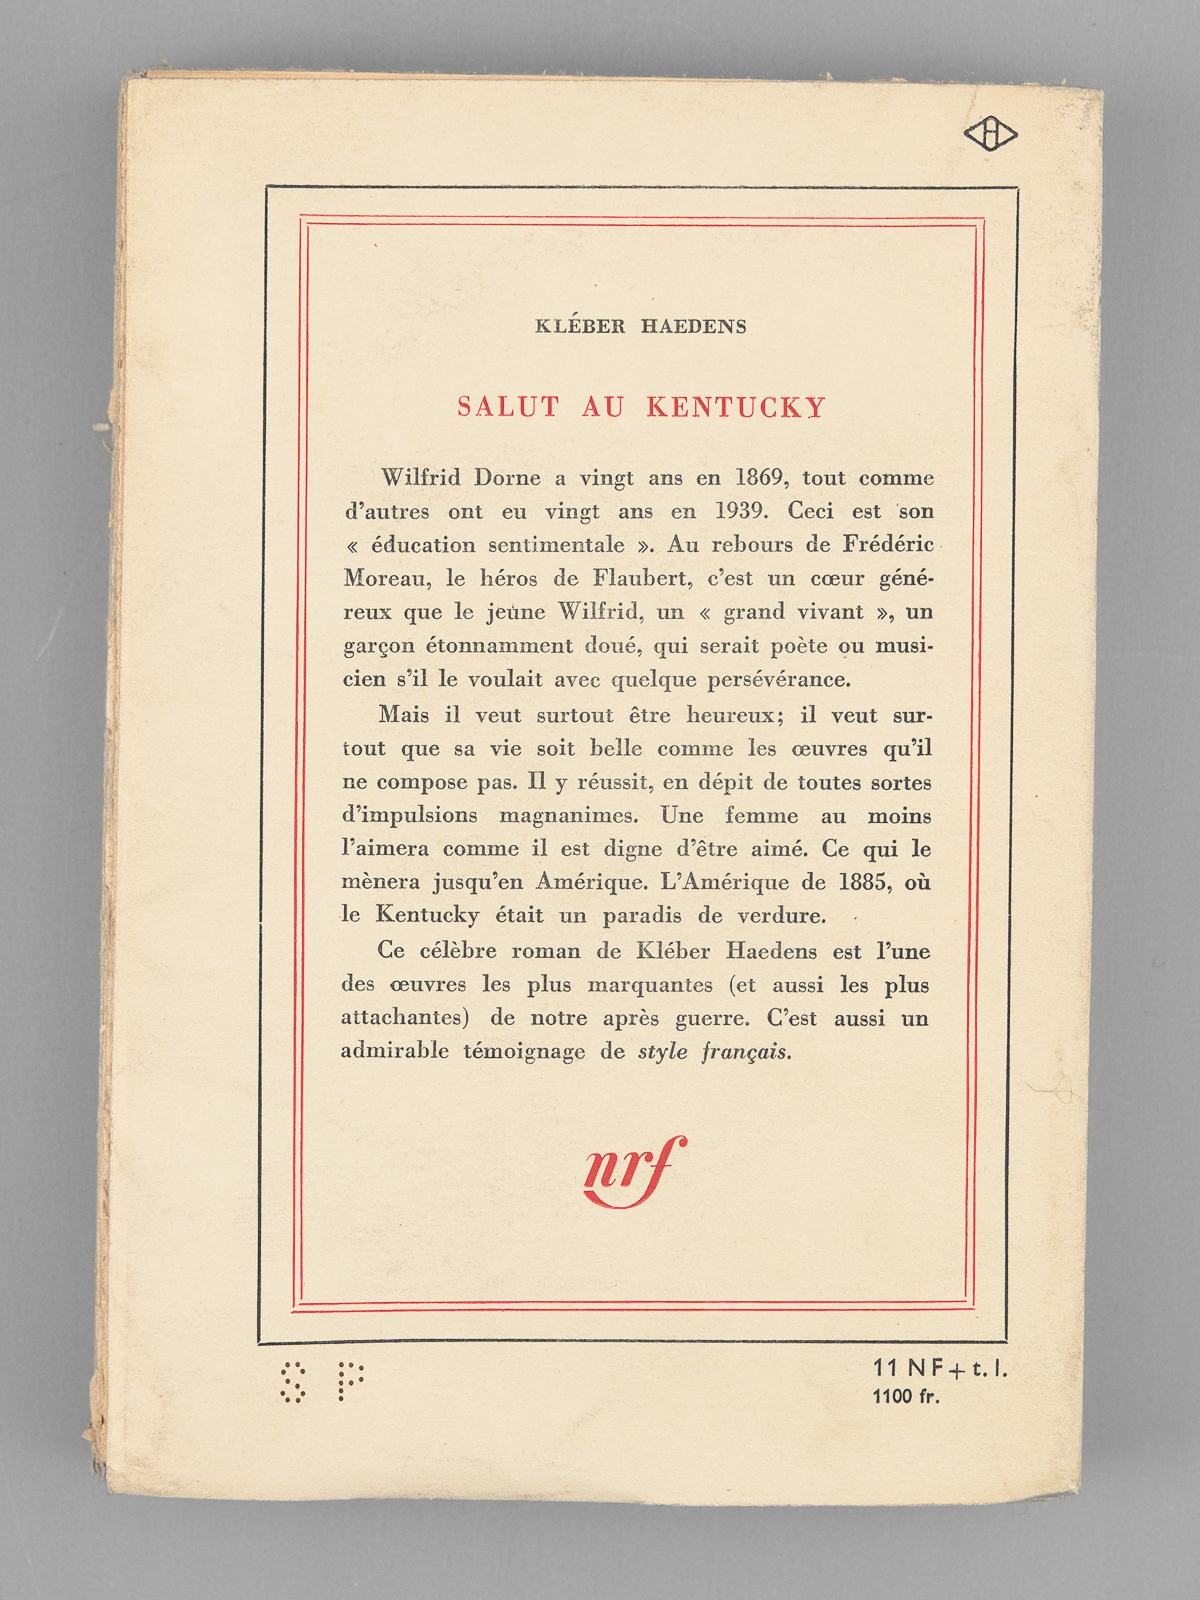 H
KLÉBER HAEDENS
SALUT AU KENTUCKY
Wilfrid Dorne a vingt ans en 1869, tout comme
d'autres ont eu vingt ans en 1939. Ceci est son
« éducation sentimentale ». Au rebours de Frédéric
Moreau, le héros de Flaubert, c'est un cœur géné-
reux que le jeune Wilfrid, un « grand vivant », un
garçon étonnamment doué, qui serait poète ou musi-
cien s'il le voulait avec quelque persévérance.
Mais il veut surtout être heureux; il veut sur-
tout que sa vie soit belle comme les œuvres qu'il
ne compose pas. Il y réussit, en dépit de toutes sortes
d'impulsions magnanimes. Une femme au moins
l'aimera comme il est digne d'être aimé. Ce qui le
mènera jusqu'en Amérique. L'Amérique de 1885, où
le Kentucky était un paradis de verdure.
Ce célèbre roman de Kléber Haedens est l'une
des œuvres les plus marquantes (et aussi les plus
attachantes) de notre après guerre. C'est aussi un
admirable témoignage de style français.
nrf
S P
11 NF + t. l.
1100 fr.